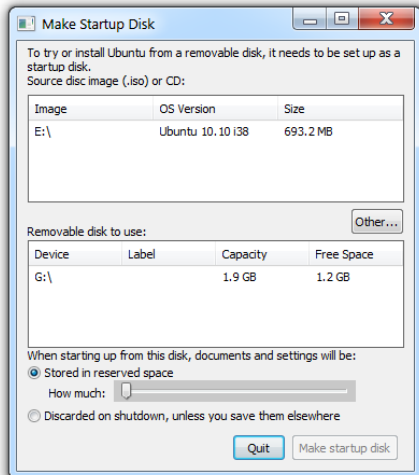 Make Startup Disk
To try or install Ubuntu from a removable disk, it needs to be set up as a
startup disk.
Source disc image (.iso) or CD:
Image OS Version Size
E:\ Ubuntu 10.10 i38 693.2 MB
Other...
Removable disk to use:
Device Label Capacity Free Space
G:\ 1.9 GB 1.2 GB
When starting up from this disk, documents and settings will be:
Stored in reserved space
How much:
Discarded on shutdown, unless you save them elsewhere
Quit Make startup disk